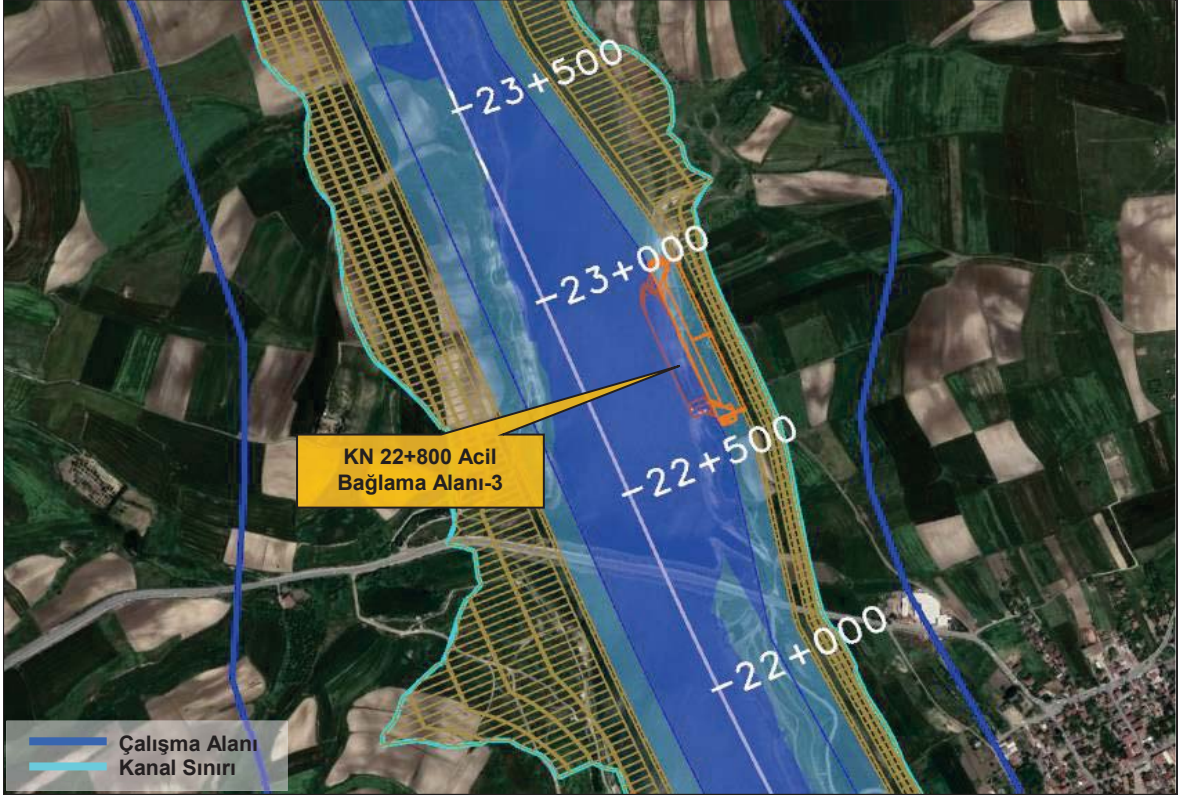 -23+500
-23+000
-22+500
-22+000
KN 22+800 Acil
Bağlama Alanı-3
Çalışma Alanı
Kanal Sınırı